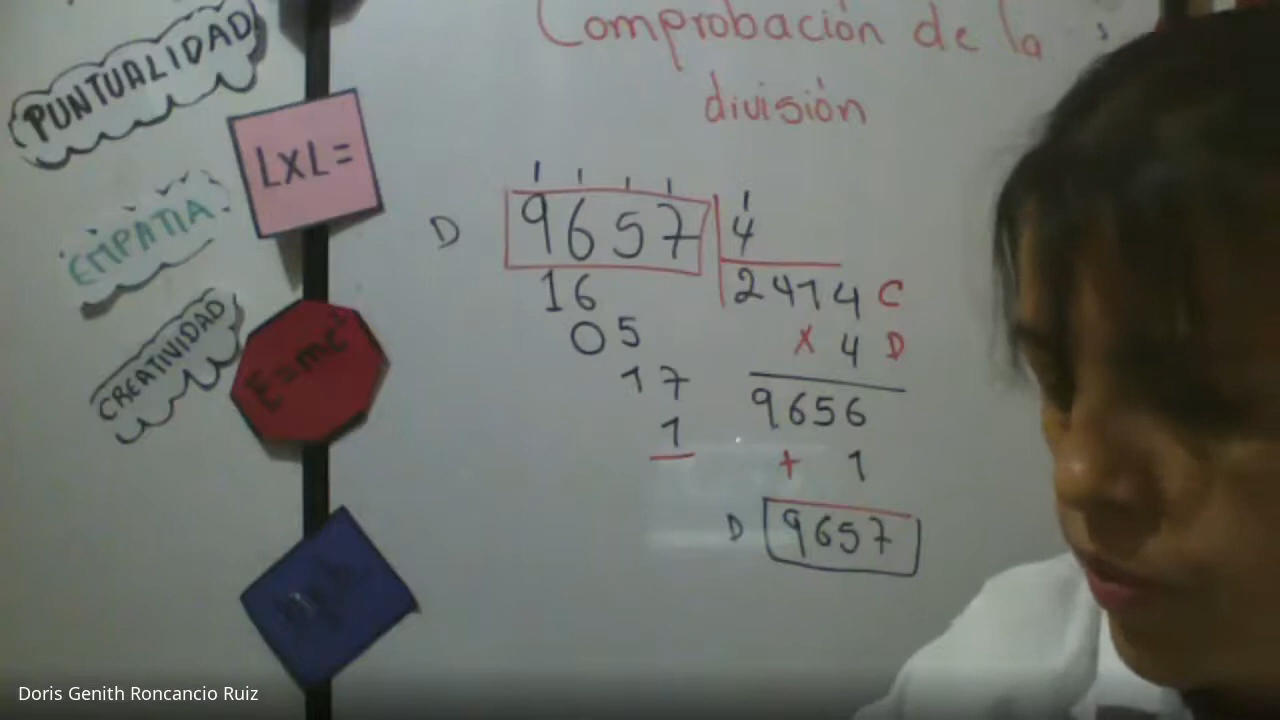 Comprobación de la
división
PUNTUALIDAD
LXL=
EMPATIA
CREATIVIDAD
E=mc²
D 9657 4
16 2414 C
05 X 4 D
17 9656
1 + 1
D 9657
Doris Genith Roncancio Ruiz